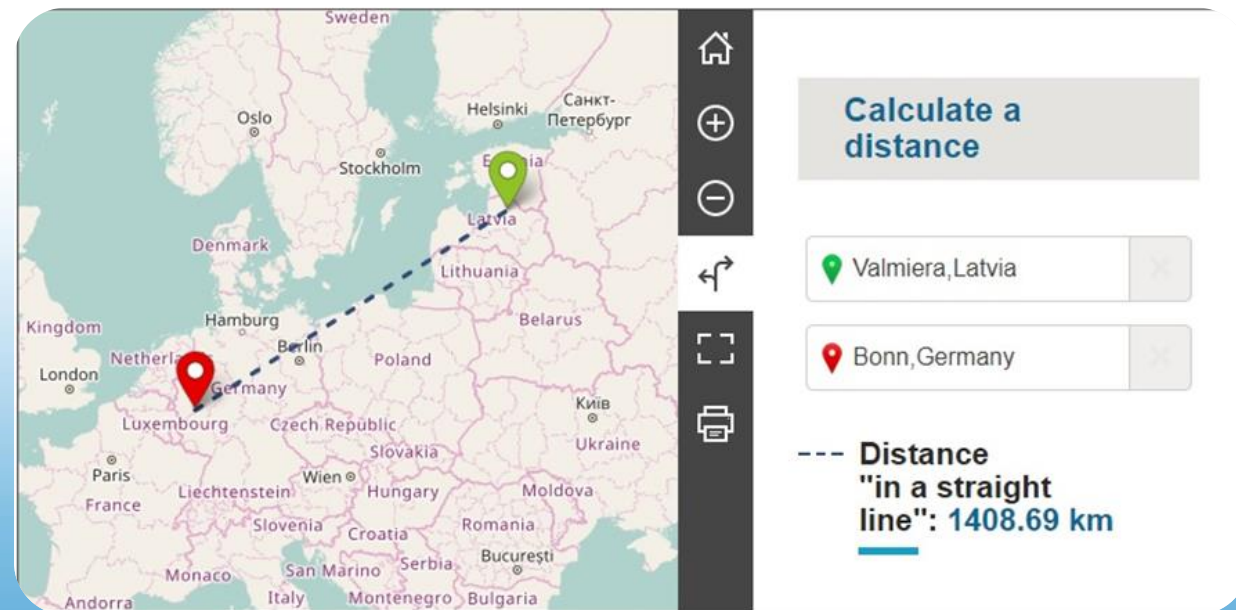 Sweden
Oslo
Helsinki
Санкт-
Петербург
Stockholm
Latvia
Denmark
Lithuania
Kingdom
Hamburg
Belarus
Berlin
London
Poland
Germany
Luxembourg
Czech Republic
Київ
Ukraine
Slovakia
Paris
Wien
Liechtenstein
Hungary
Moldova
France
Slovenia
Croatia
Romania
București
Monaco
San Marino
Serbia
Andorra
Italy
Montenegro
Bulgaria
Calculate a
distance
Valmiera,Latvia
Bonn,Germany
Distance
"in a straight
line": 1408.69 km